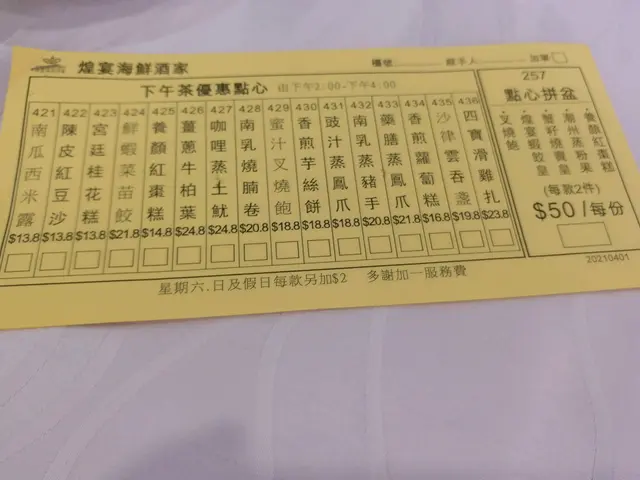 煌宴海鮮酒家
檯號 經手人 加單
下午茶優惠點心 由下午2:00-下午4:00
421 南瓜西米露 $13.8
422 陳皮紅豆沙 $13.8
423 宮廷桂花糕 $13.8
424 鮮蝦菜苗餃 $21.8
425 養顏紅棗糕 $14.8
426 薑蔥牛柏葉 $24.8
427 咖哩蒸土魷 $24.8
428 南乳燒腩卷 $20.8
429 蜜汁叉燒飽 $18.8
430 香煎芋絲餅 $18.8
431 豉汁蒸鳳爪 $18.8
432 南乳蒸豬手 $20.8
433 藥膳蒸鳳爪 $21.8
434 香煎蘿蔔糕 $16.8
435 沙津雲吞盞 $19.8
436 四寶滑雞扎 $23.8
257
點心拼盆
養顏紅棗糕
潮州蒸粉果
蟹籽燒賣皇
煌宴蝦餃皇
叉燒飽
(每款2件)
$50/每份
20210401
星期六.日及假日每款另加$2 多謝加一服務費